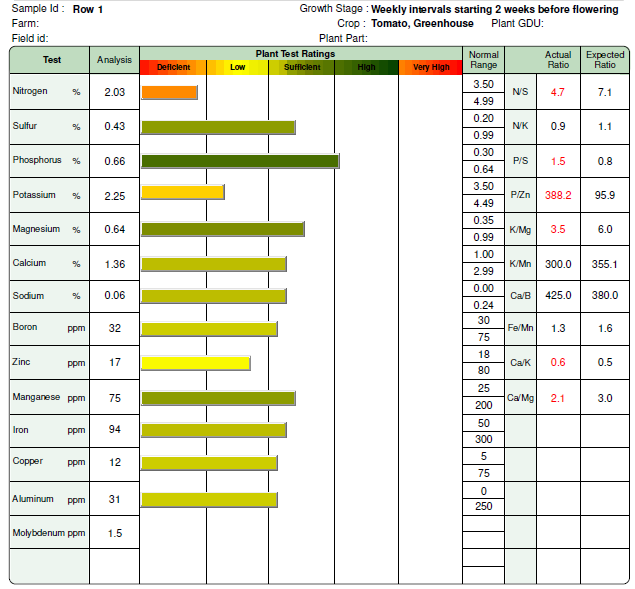 Sample Id : Row 1 Growth Stage : Weekly intervals starting 2 weeks before flowering
Farm: Crop : Tomato, Greenhouse Plant GDU:
Field id: Plant Part:
Test Analysis Plant Test Ratings Normal Range Actual Ratio Expected Ratio
Deficient Low Sufficient High Very High
Nitrogen % 2.03 3.50 4.99 N/S 4.7 7.1
Sulfur % 0.43 0.20 0.99 N/K 0.9 1.1
Phosphorus % 0.66 0.30 0.64 P/S 1.5 0.8
Potassium % 2.25 3.50 4.49 P/Zn 388.2 95.9
Magnesium % 0.64 0.35 0.99 K/Mg 3.5 6.0
Calcium % 1.36 1.00 2.99 K/Mn 300.0 355.1
Sodium % 0.06 0.00 0.24 Ca/B 425.0 380.0
Boron ppm 32 30 75 Fe/Mn 1.3 1.6
Zinc ppm 17 18 80 Ca/K 0.6 0.5
Manganese ppm 75 25 200 Ca/Mg 2.1 3.0
Iron ppm 94 50 300
Copper ppm 12 5 75
Aluminum ppm 31 0 250
Molybdenum ppm 1.5